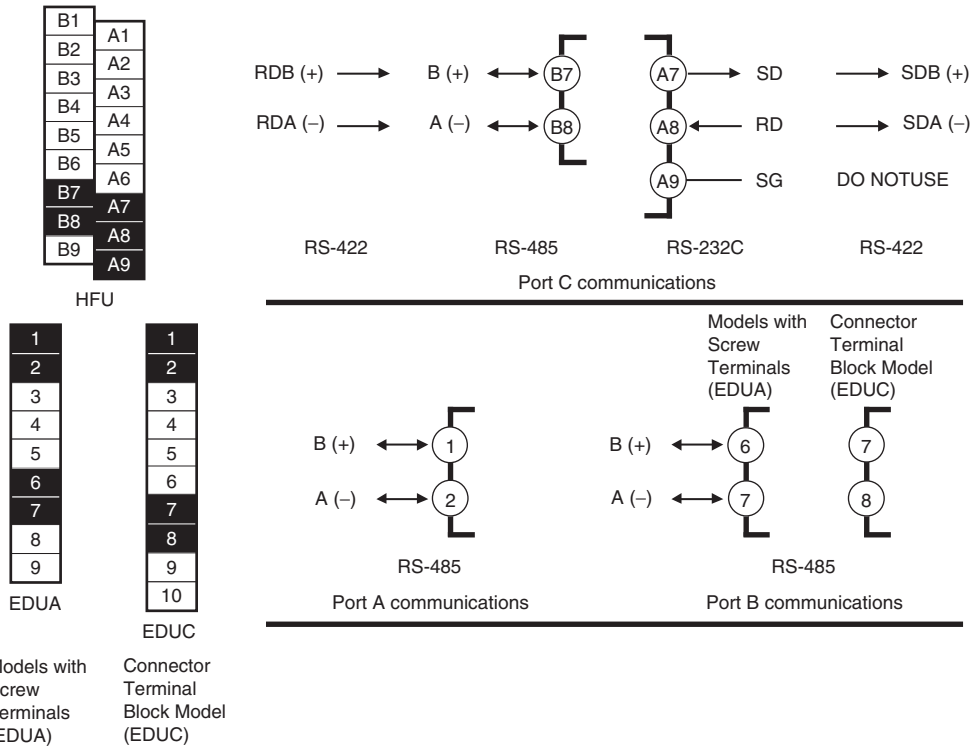 B1
B2
B3
B4
B5
B6
B7
B8
B9
A1
A2
A3
A4
A5
A6
A7
A8
A9
HFU
RDB (+)
RDA (−)
RS-422
B (+)
A (−)
B7
B8
RS-485
A7
A8
A9
SD
RD
SG
RS-232C
SDB (+)
SDA (−)
DO NOTUSE
RS-422
Port C communications
1
2
3
4
5
6
7
8
9
EDUA
1
2
3
4
5
6
7
8
9
10
EDUC
odels with
crew
erminals
EDUA)
Connector
Terminal
Block Model
(EDUC)
B (+)
A (−)
1
2
RS-485
Port A communications
Models with
Screw
Terminals
(EDUA)
Connector
Terminal
Block Model
(EDUC)
B (+)
A (−)
6
7
7
8
RS-485
Port B communications